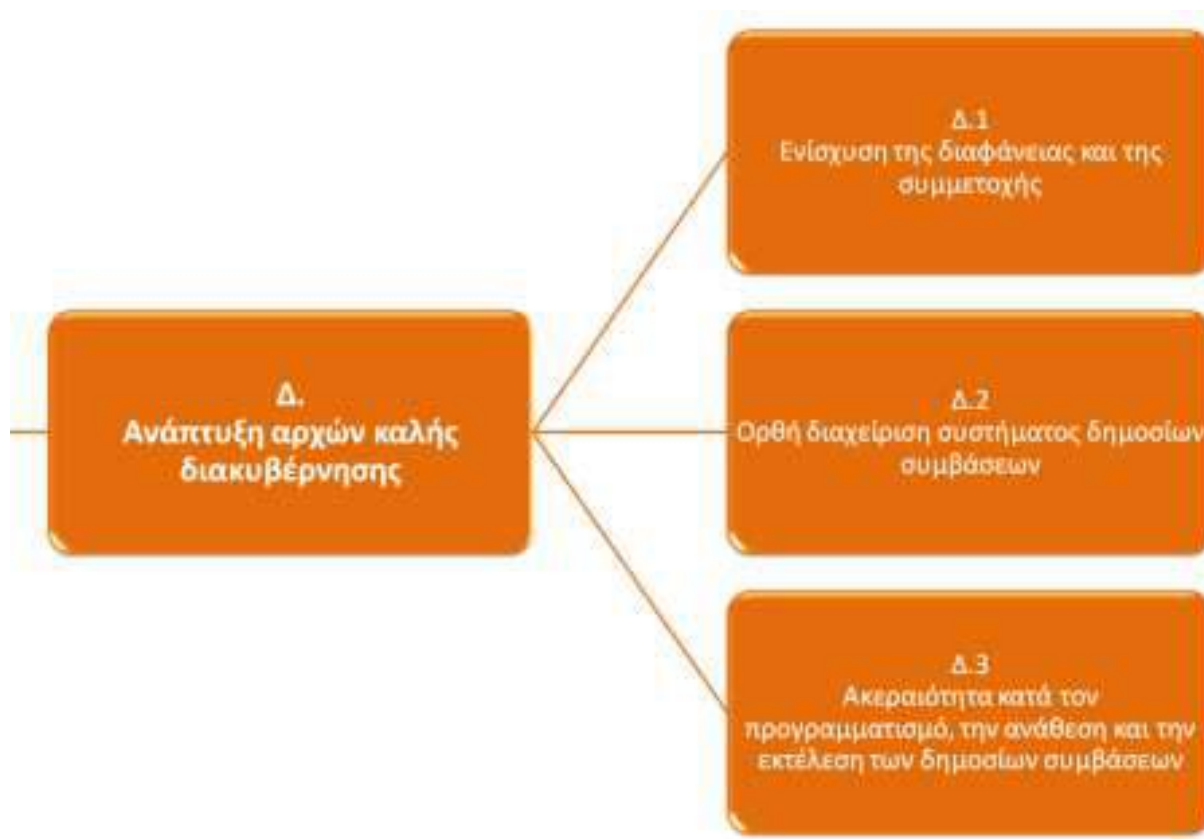 Δ.1
Ενίσχυση της διαφάνειας και της
συμμετοχής
Δ.
Ανάπτυξη αρχών καλής
διακυβέρνησης
Δ.2
Ορθή διαχείριση συστήματος δημοσίων
συμβάσεων
Δ.3
Ακεραιότητα κατά τον
προγραμματισμό, την ανάθεση και την
εκτέλεση των δημοσίων συμβάσεων